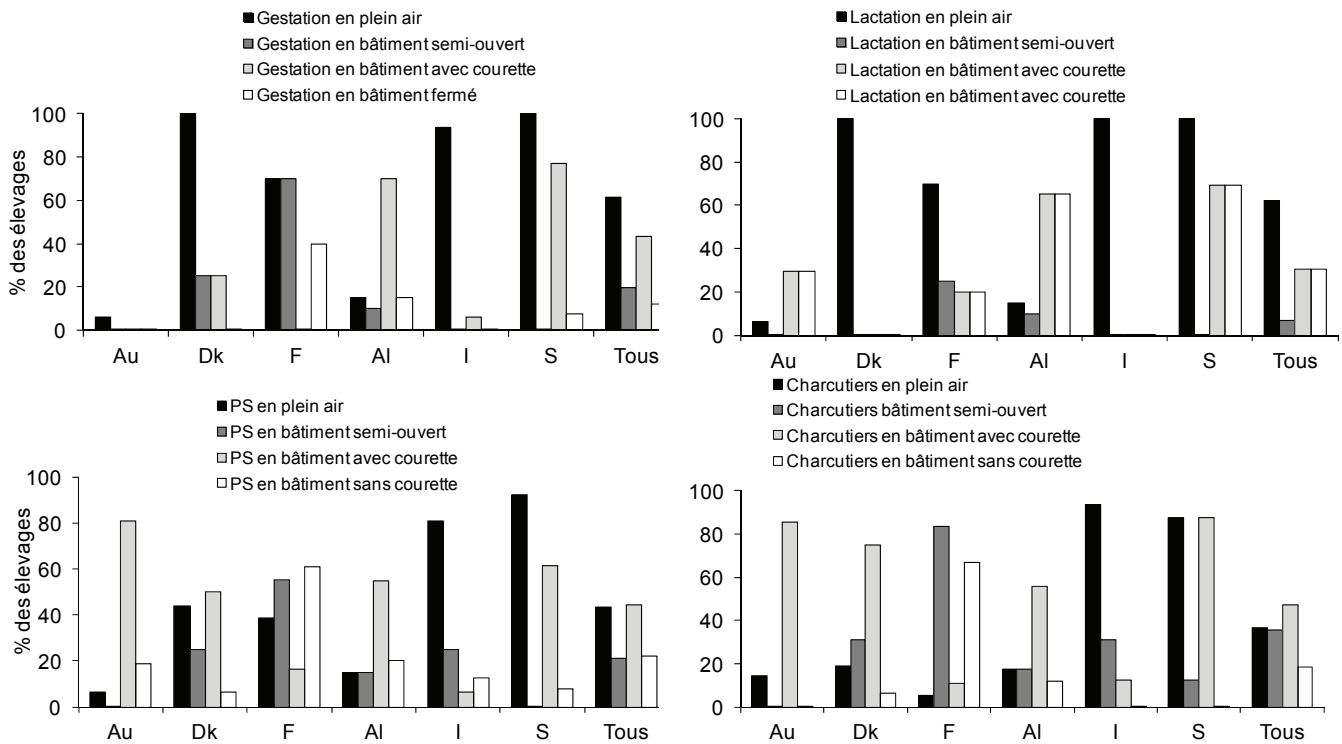 Gestation en plein air
Gestation en bâtiment semi-ouvert
Gestation en bâtiment avec courette
Gestation en bâtiment fermé
% des élevages
100
80
60
40
20
0
Au Dk F Al I S Tous
Lactation en plein air
Lactation en bâtiment semi-ouvert
Lactation en bâtiment avec courette
Lactation en bâtiment avec courette
100
80
60
40
20
0
Au Dk F Al I S Tous
PS en plein air
PS en bâtiment semi-ouvert
PS en bâtiment avec courette
PS en bâtiment sans courette
% des élevages
100
80
60
40
20
0
Au Dk F Al I S Tous
Charcutiers en plein air
Charcutiers bâtiment semi-ouvert
Charcutiers en bâtiment avec courette
Charcutiers en bâtiment sans courette
100
80
60
40
20
0
Au Dk F Al I S Tous